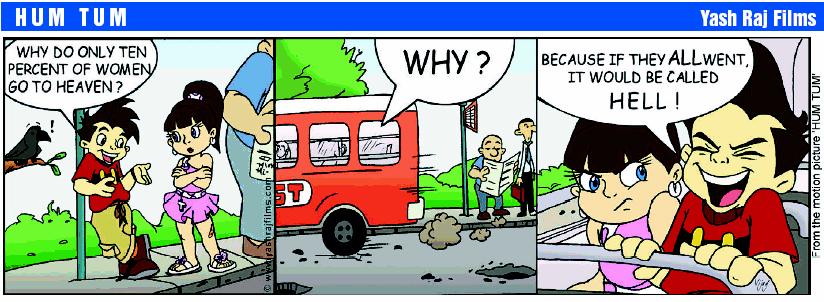 HUM TUM
Yash Raj Films
WHY DO ONLY TEN
PERCENT OF WOMEN
GO TO HEAVEN?
!
WHY?
ST
BECAUSE IF THEY ALL WENT,
IT WOULD BE CALLED
HELL!
From the motion picture 'HUM TUM'